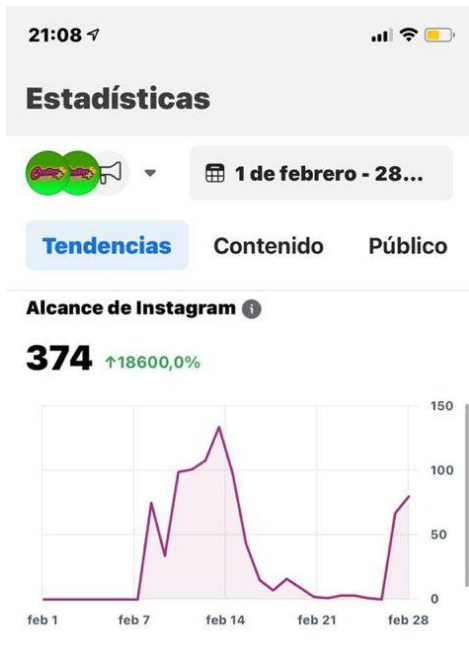 21:08
Estadísticas
1 de febrero - 28...
Tendencias Contenido Público
Alcance de Instagram
374 ↑18600,0%
150
100
50
0
feb 1 feb 7 feb 14 feb 21 feb 28